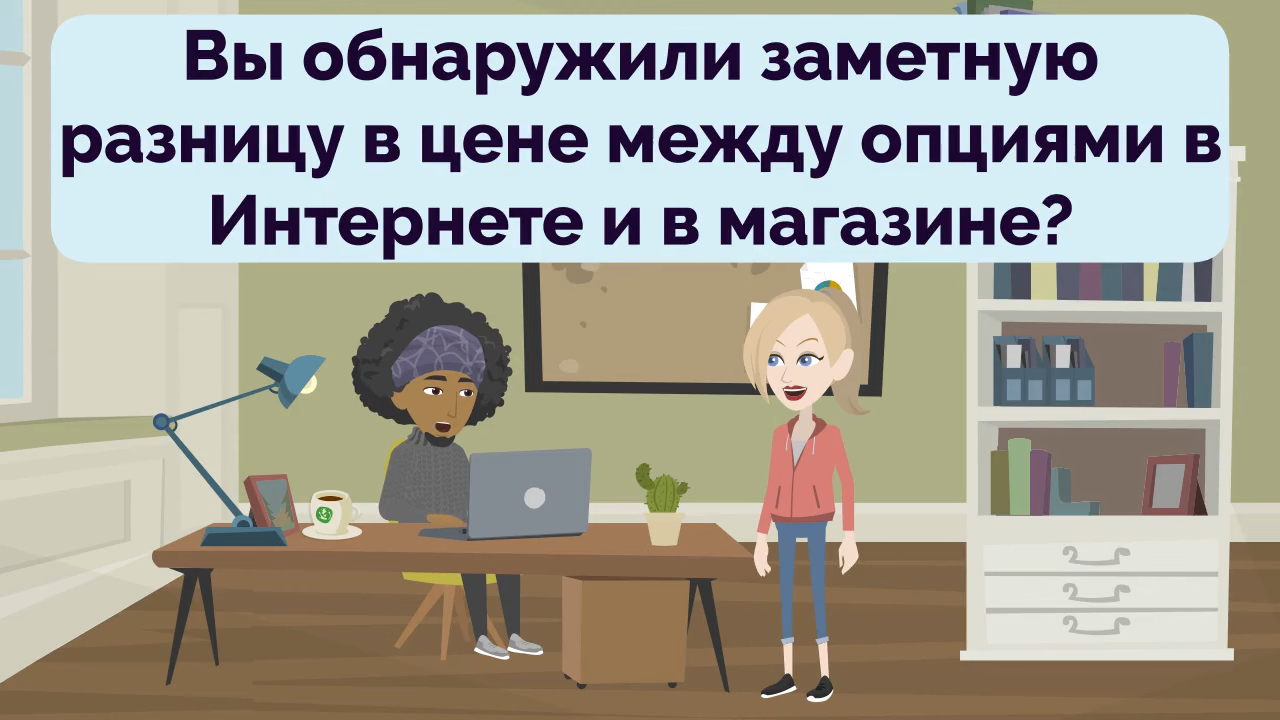 Вы обнаружили заметную
разницу в цене между опциями в
Интернете и в магазине?